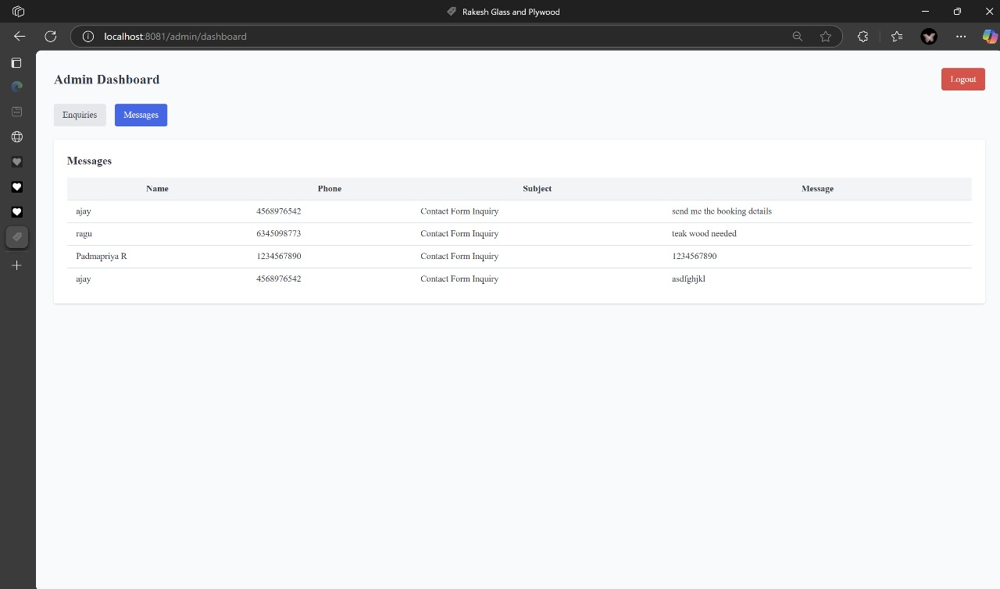 Rakesh Glass and Plywood
localhost:8081/admin/dashboard
Admin Dashboard
Logout
Enquiries Messages
Messages
Name Phone Subject Message
ajay 4568976542 Contact Form Inquiry send me the booking details
ragu 6345098773 Contact Form Inquiry teak wood needed
Padmapriya R 1234567890 Contact Form Inquiry 1234567890
ajay 4568976542 Contact Form Inquiry asdfghjkl